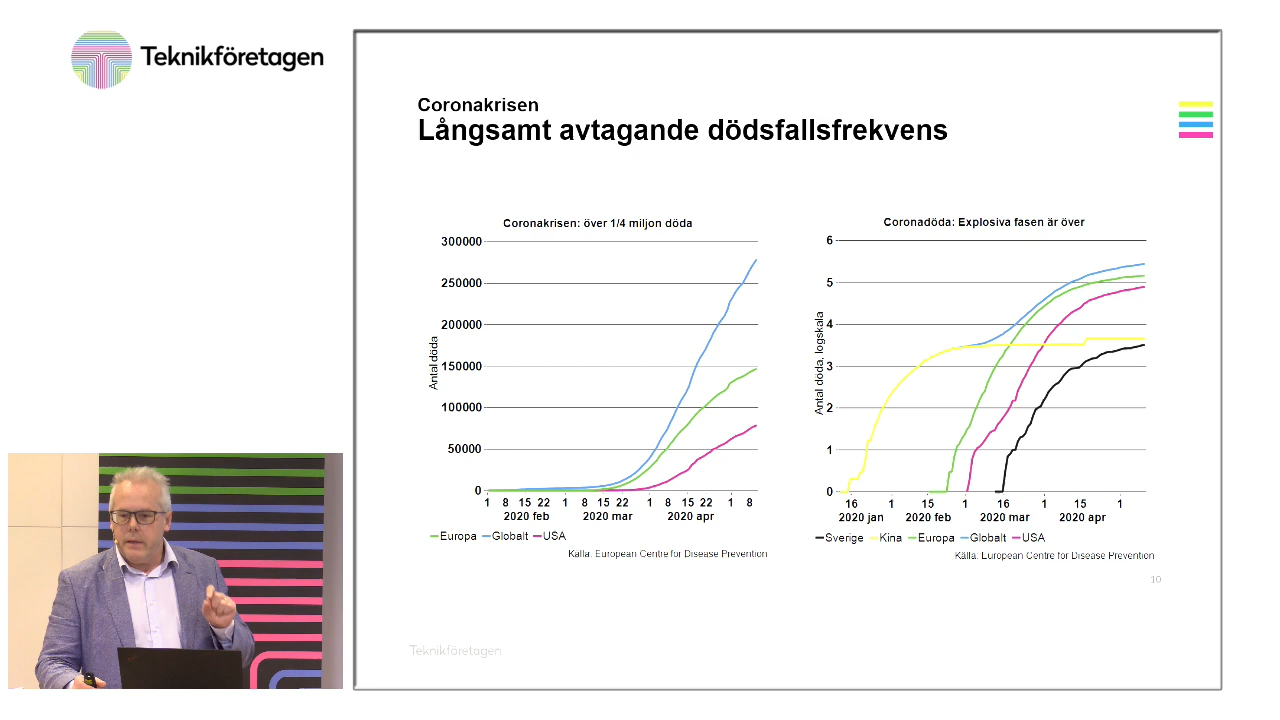 Teknikföretagen
Coronakrisen
Långsamt avtagande dödsfallsfrekvens
Coronakrisen: över 1/4 miljon döda
300000
250000
200000
150000
100000
50000
0
Antal döda
1 8 15 22 1 8 15 22 1 8 15 22 1 8
2020 feb 2020 mar 2020 apr
Europa Globalt USA
Källa: European Centre for Disease Prevention
Coronadöda: Explosiva fasen är över
6
5
4
3
2
1
0
Antal döda, logskala
16 1 15 1 16 1 15 1
2020 jan 2020 feb 2020 mar 2020 apr
Sverige Kina Europa Globalt USA
Källa: European Centre for Disease Prevention
10
Teknikföretagen